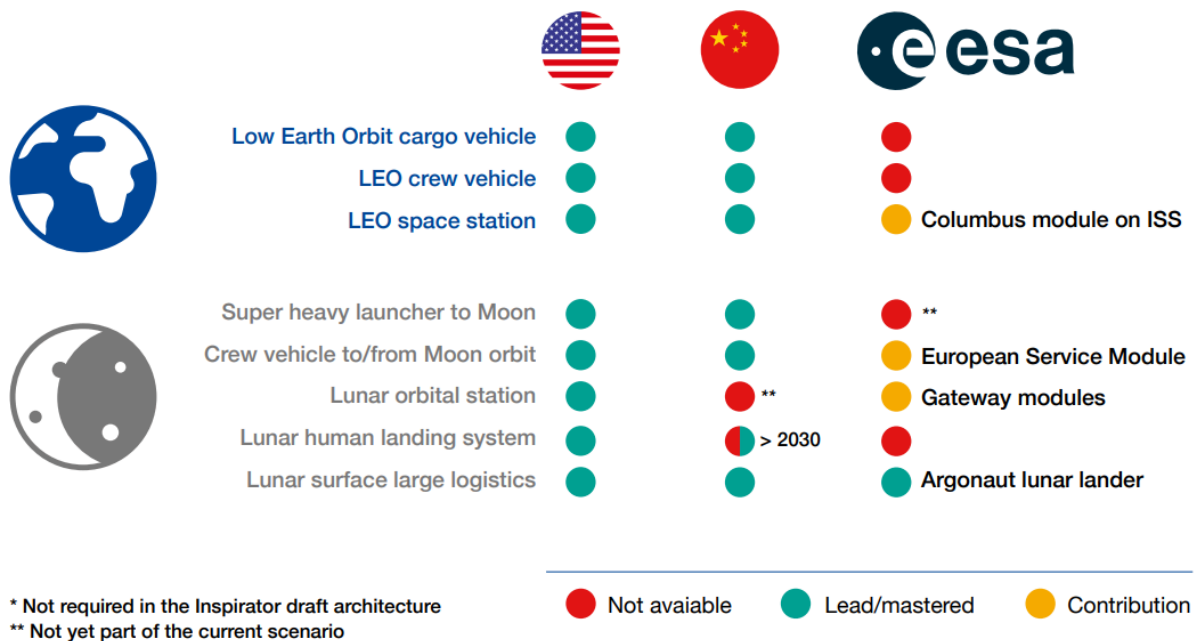 esa
Low Earth Orbit cargo vehicle
LEO crew vehicle
LEO space station Columbus module on ISS
Super heavy launcher to Moon **
Crew vehicle to/from Moon orbit European Service Module
Lunar orbital station ** Gateway modules
Lunar human landing system > 2030
Lunar surface large logistics Argonaut lunar lander
* Not required in the Inspirator draft architecture
** Not yet part of the current scenario
Not avaiable Lead/mastered Contribution